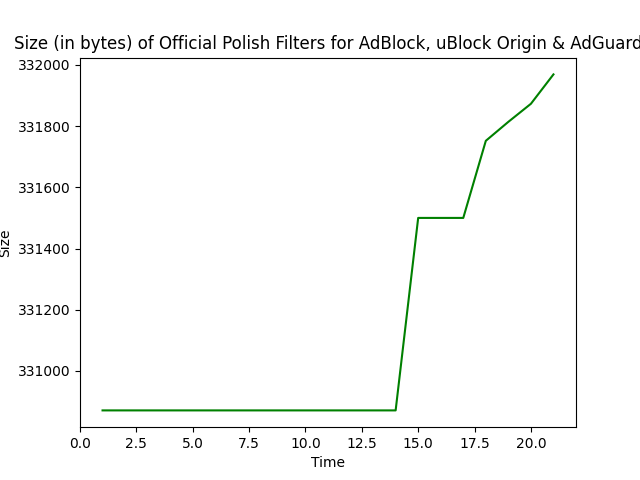 Size (in bytes) of Official Polish Filters for AdBlock, uBlock Origin & AdGuard
332000
331800
331600
331400
331200
331000
Size
0.0 2.5 5.0 7.5 10.0 12.5 15.0 17.5 20.0
Time